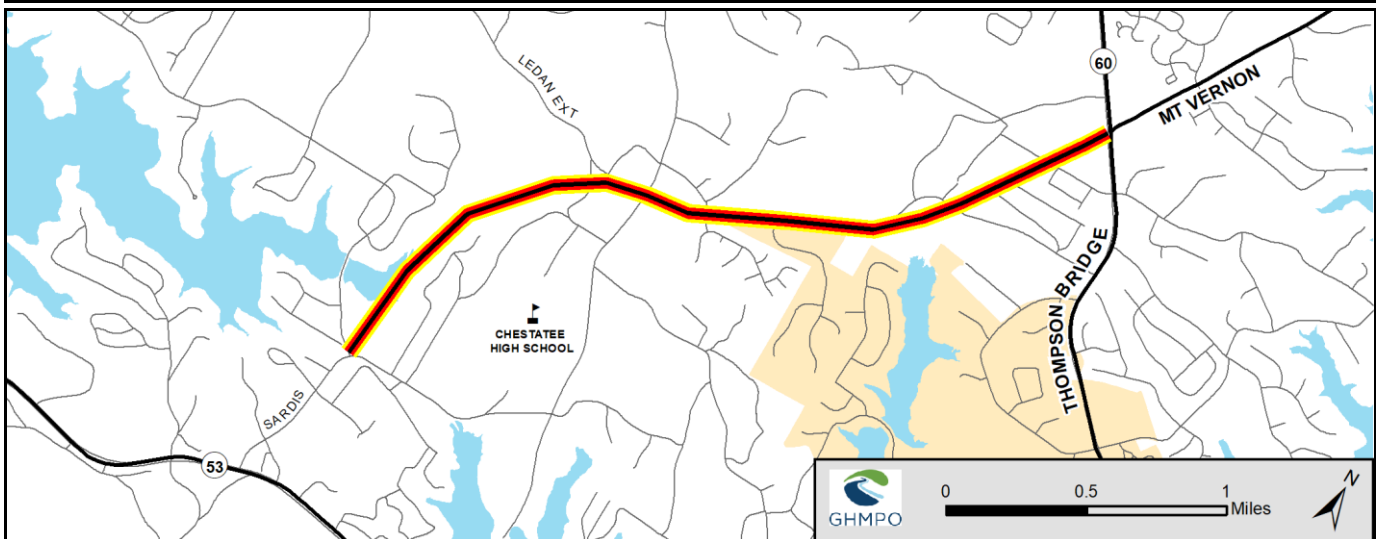 60
LEDAN EXT
MT VERNON
THOMPSON BRIDGE
CHESTATEE
HIGH SCHOOL
SARDIS
53
GHMPO
0 0.5 1
Miles
N